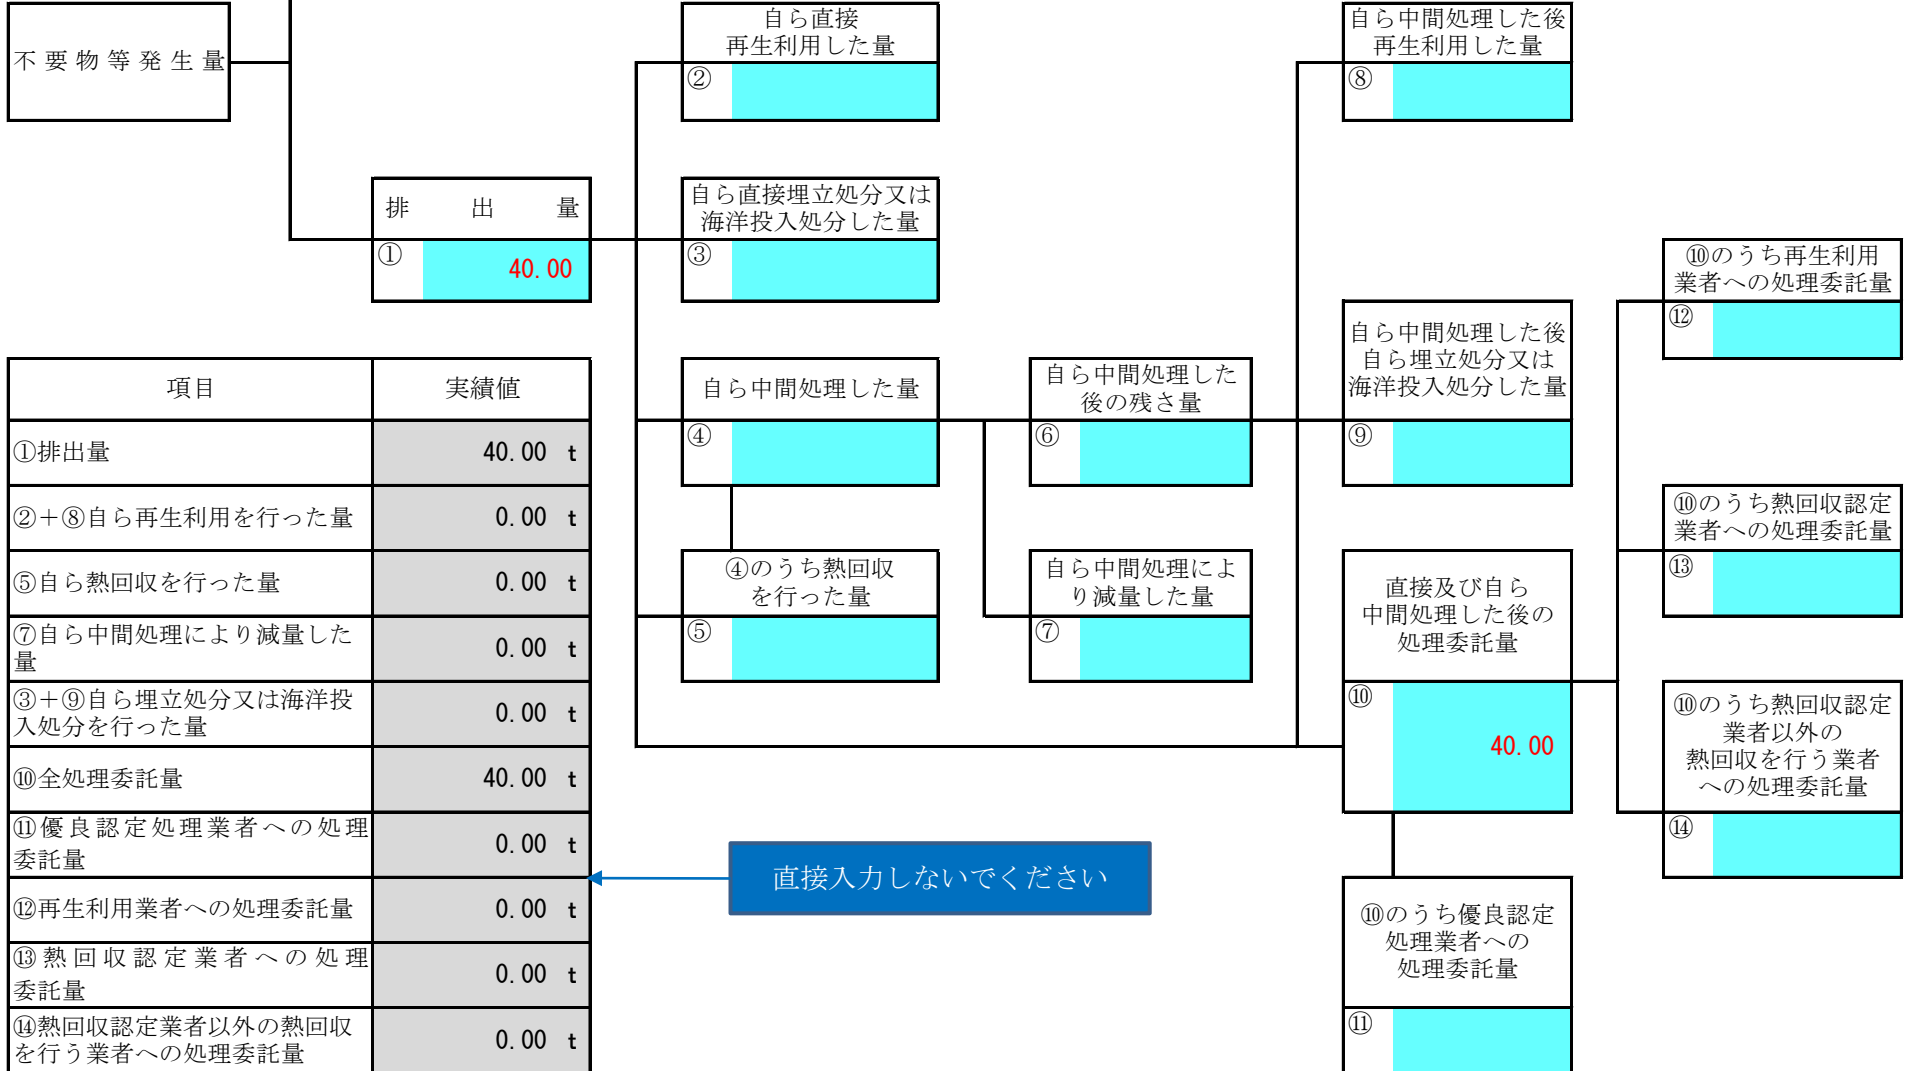 不要物等発生量
自ら直接
再生利用した量
②
自ら中間処理した後
再生利用した量
⑧
排出量
①
40.00
自ら直接埋立処分又は
海洋投入処分した量
③
⑩のうち再生利用
業者への処理委託量
⑫
自ら中間処理した後
自ら埋立処分又は
海洋投入処分した量
⑨
自ら中間処理した量
④
自ら中間処理した
後の残さ量
⑥
⑩のうち熱回収認定
業者への処理委託量
⑬
④のうち熱回収
を行った量
⑤
自ら中間処理によ
り減量した量
⑦
直接及び自ら
中間処理した後の
処理委託量
⑩
40.00
⑩のうち熱回収認定
業者以外の
熱回収を行う業者
への処理委託量
⑭
⑩のうち優良認定
処理業者への
処理委託量
⑪
項目 実績値
①排出量 40.00 t
②+⑧自ら再生利用を行った量 0.00 t
⑤自ら熱回収を行った量 0.00 t
⑦自ら中間処理により減量した
量 0.00 t
③+⑨自ら埋立処分又は海洋投
入処分を行った量 0.00 t
⑩全処理委託量 40.00 t
⑪優良認定処理業者への処理
委託量 0.00 t
⑫再生利用業者への処理委託量 0.00 t
⑬熱回収認定業者への処理
委託量 0.00 t
⑭熱回収認定業者以外の熱回収
を行う業者への処理委託量 0.00 t
直接入力しないでください